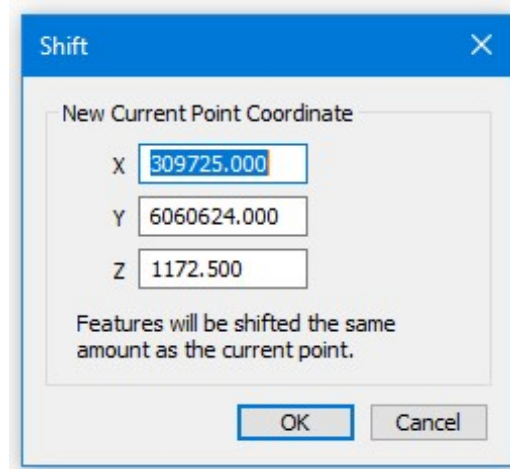 Shift
New Current Point Coordinate
X 309725.000
Y 6060624.000
Z 1172.500
Features will be shifted the same
amount as the current point.
OK Cancel